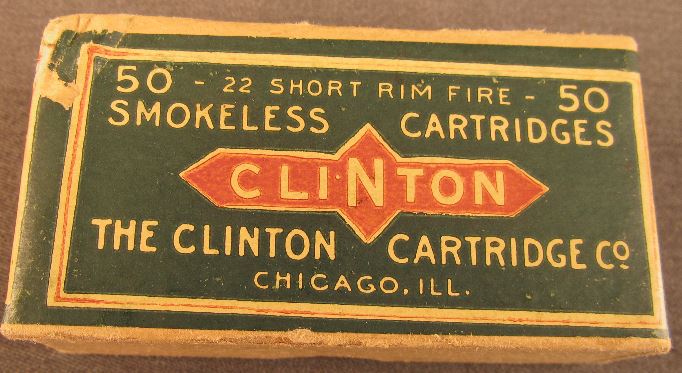 50 - 22 SHORT RIM FIRE - 50
SMOKELESS CARTRIDGES
CLINTON
THE CLINTON CARTRIDGE Co
CHICAGO, ILL.